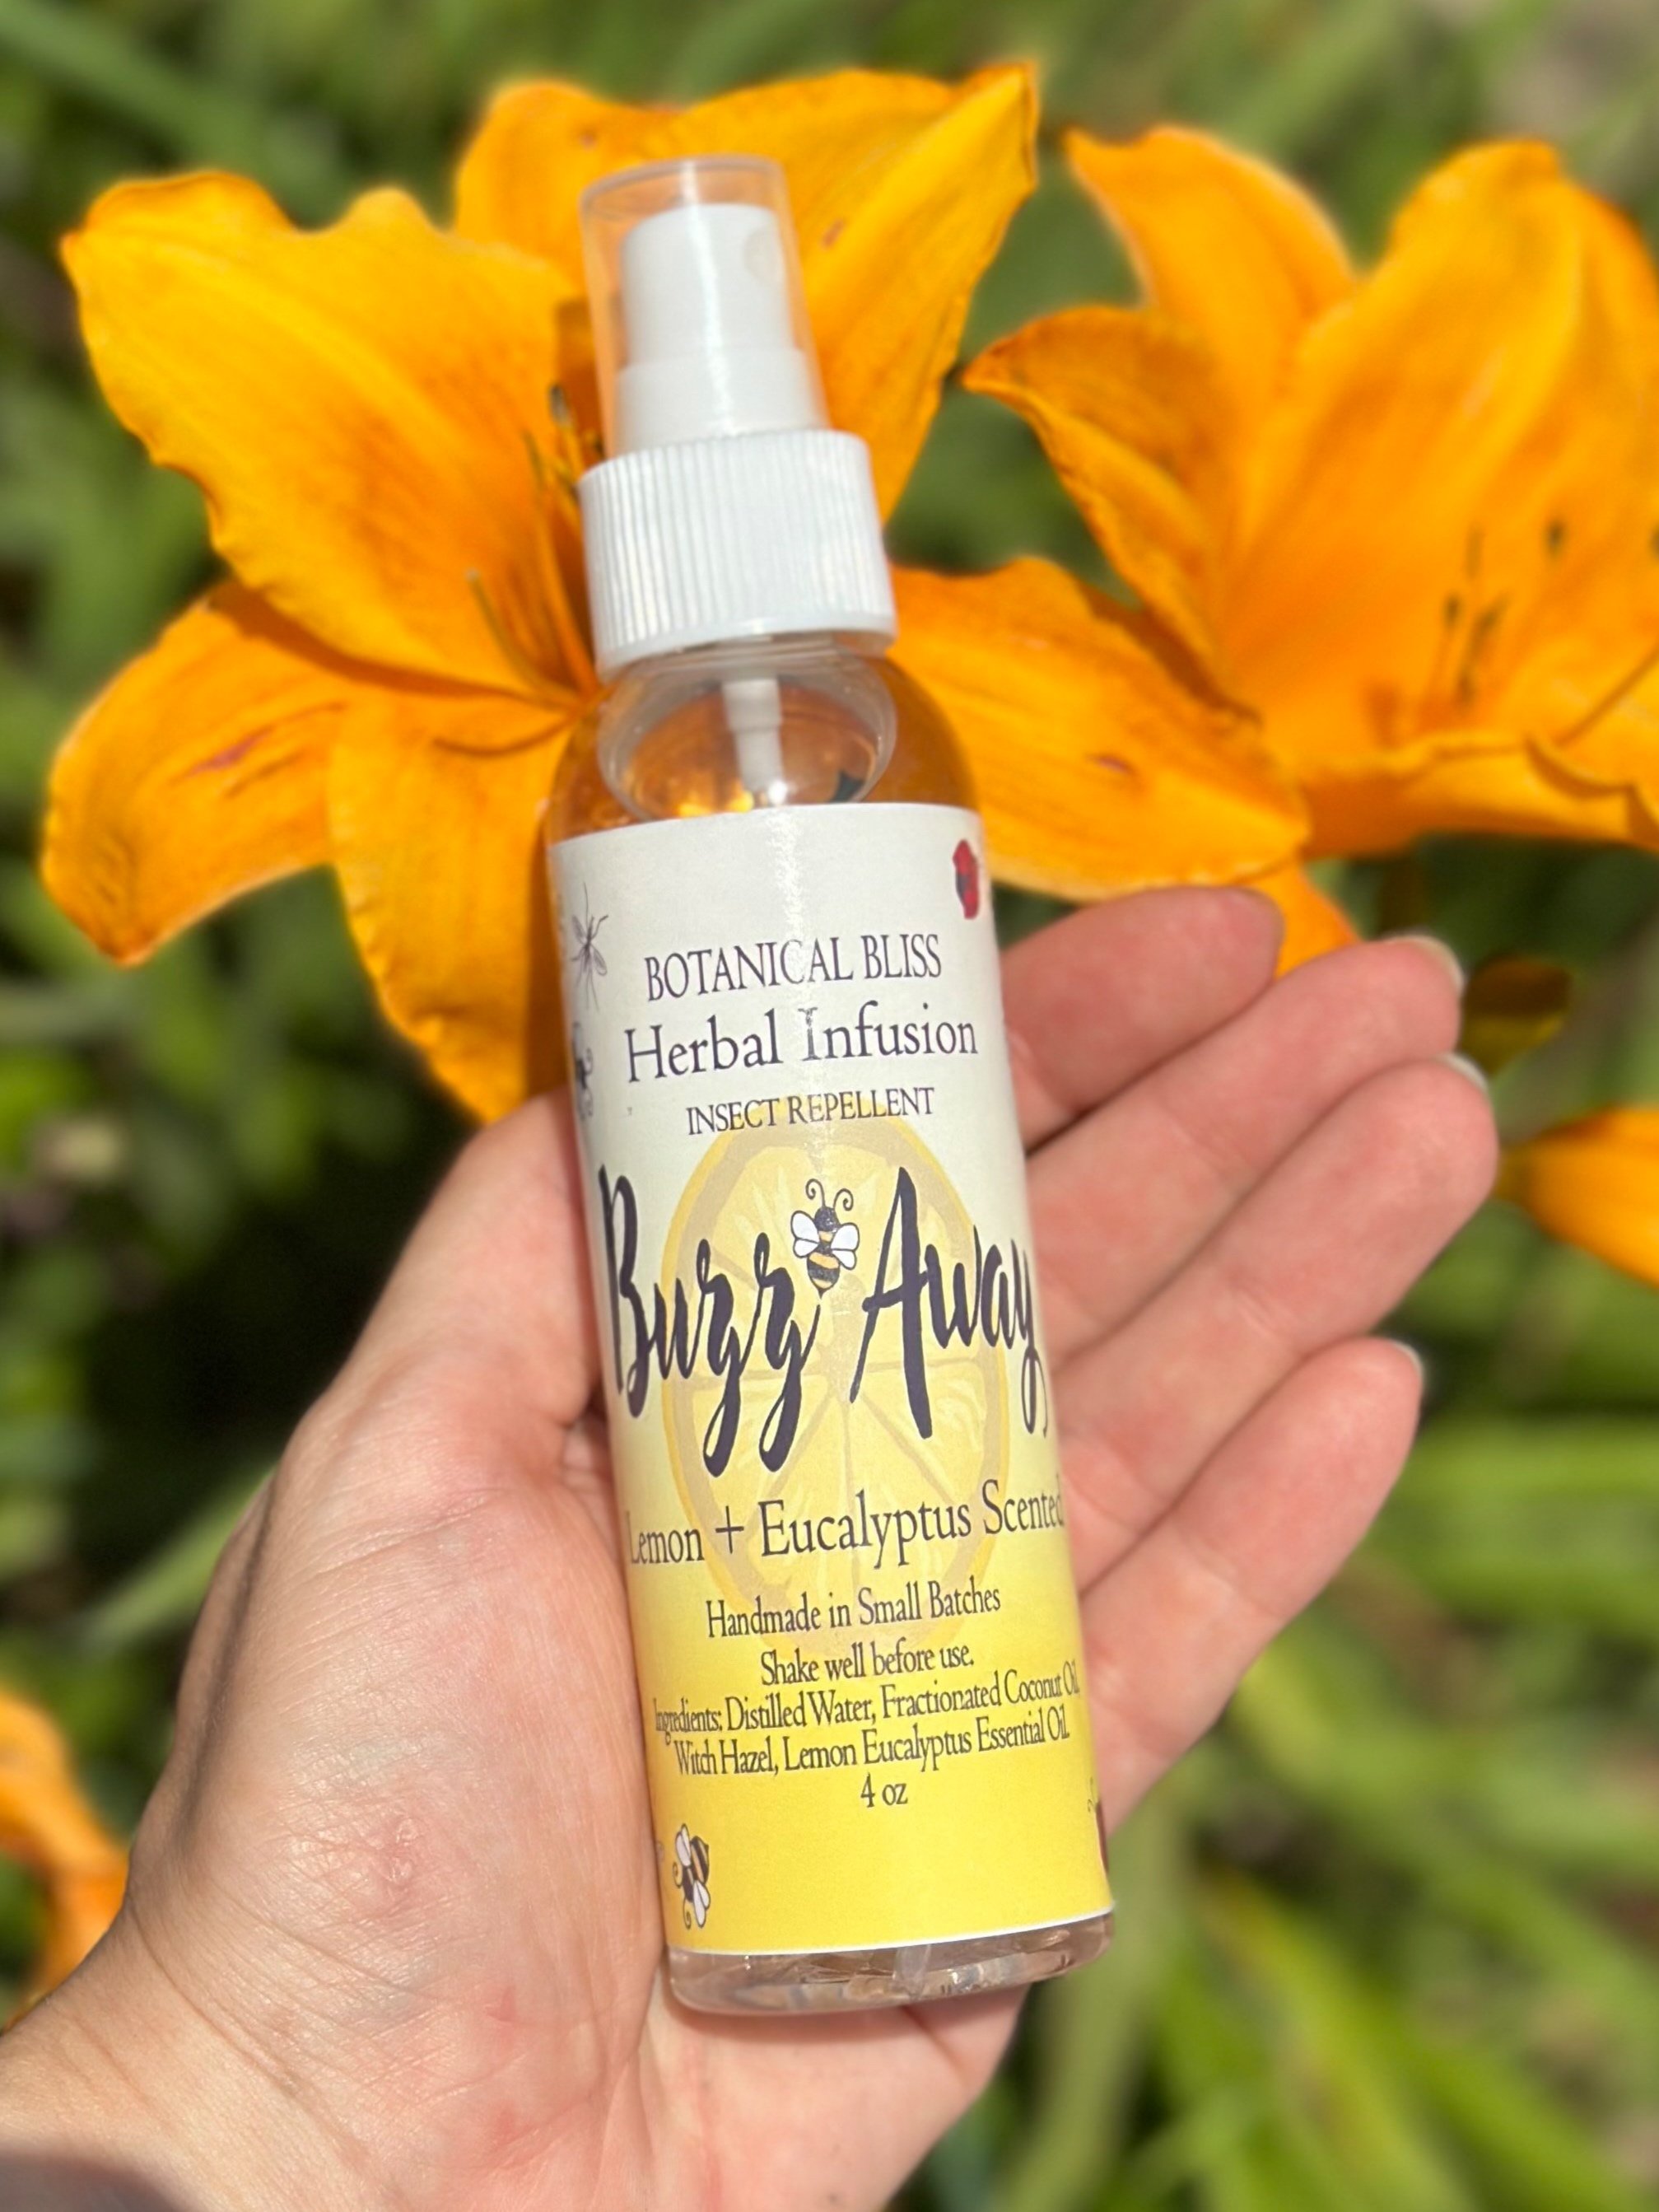 BOTANICAL BLISS
Herbal Infusion
INSECT REPELLENT
Buzz Away
Lemon + Eucalyptus Scented
Handmade in Small Batches
Shake well before use.
Ingredients: Distilled Water, Fractionated Coconut Oil,
Witch Hazel, Lemon Eucalyptus Essential Oil.
4 oz